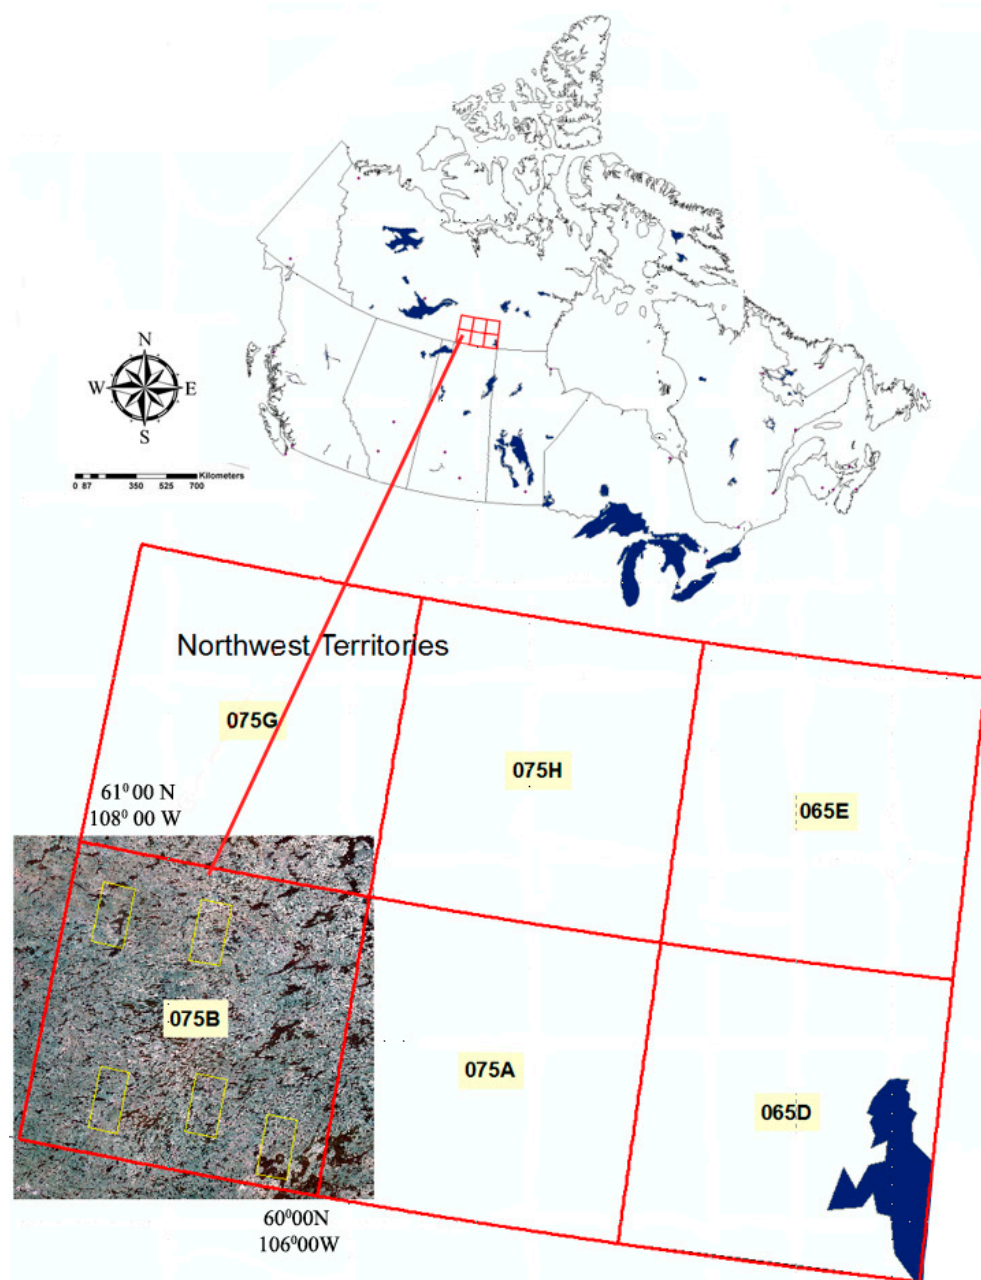 N
W E
S
Kilometers
0 87 350 525 700
Northwest Territories
075G
075H
065E
61⁰ 00 N
108⁰ 00 W
075B
075A
065D
60⁰00N
106⁰00W